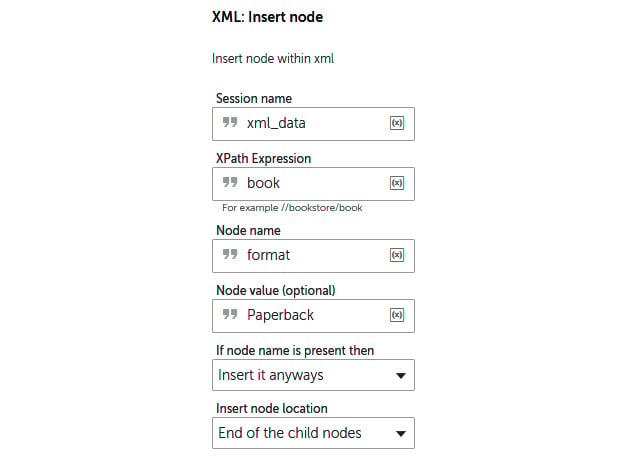 XML: Insert node
Insert node within xml
Session name
xml_data
(x)
XPath Expression
book
(x)
For example //bookstore/book
Node name
format
(x)
Node value (optional)
Paperback
(x)
If node name is present then
Insert it anyways
Insert node location
End of the child nodes